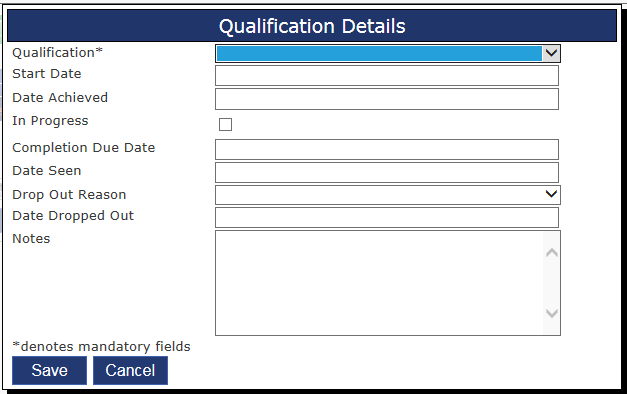 Qualification Details
Qualification*
Start Date
Date Achieved
In Progress
Completion Due Date
Date Seen
Drop Out Reason
Date Dropped Out
Notes
*denotes mandatory fields
Save Cancel